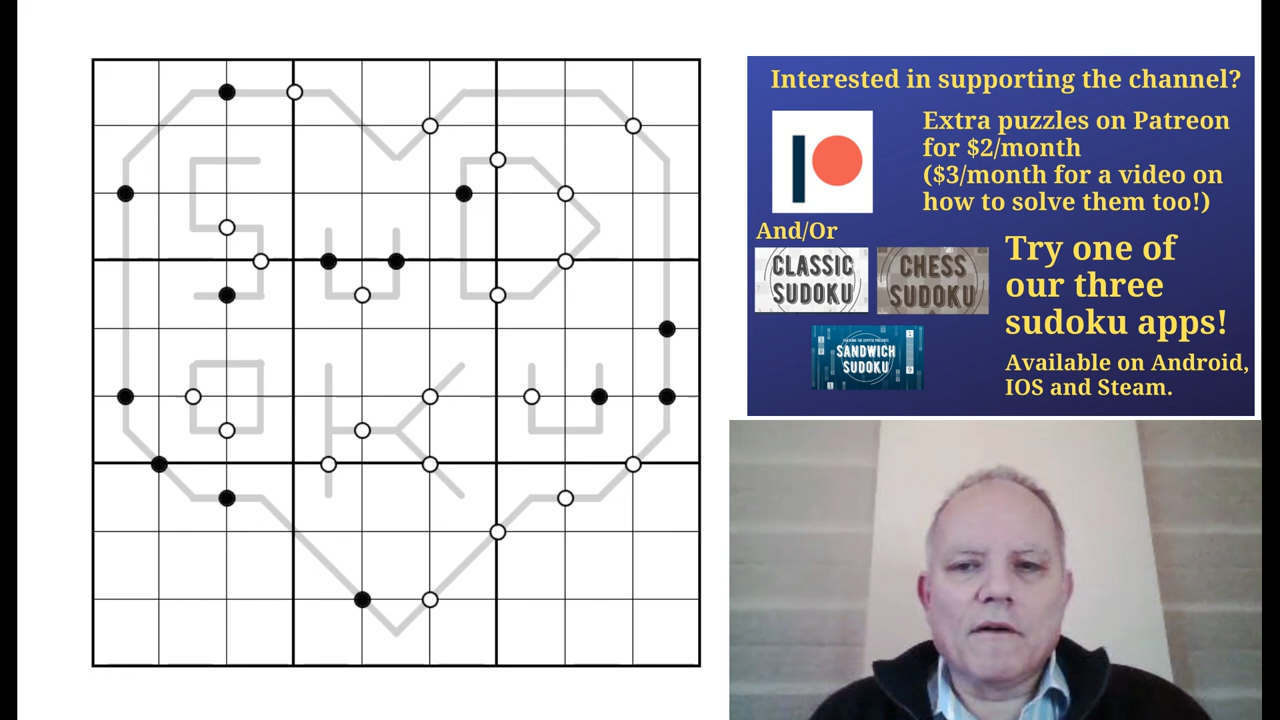 SUDOKU
Interested in supporting the channel?
Extra puzzles on Patreon
for $2/month
($3/month for a video on
how to solve them too!)
And/Or
Try one of
our three
sudoku apps!
Available on Android,
IOS and Steam.
CLASSIC
SUDOKU
CHESS
SUDOKU
SANDWICH
SUDOKU